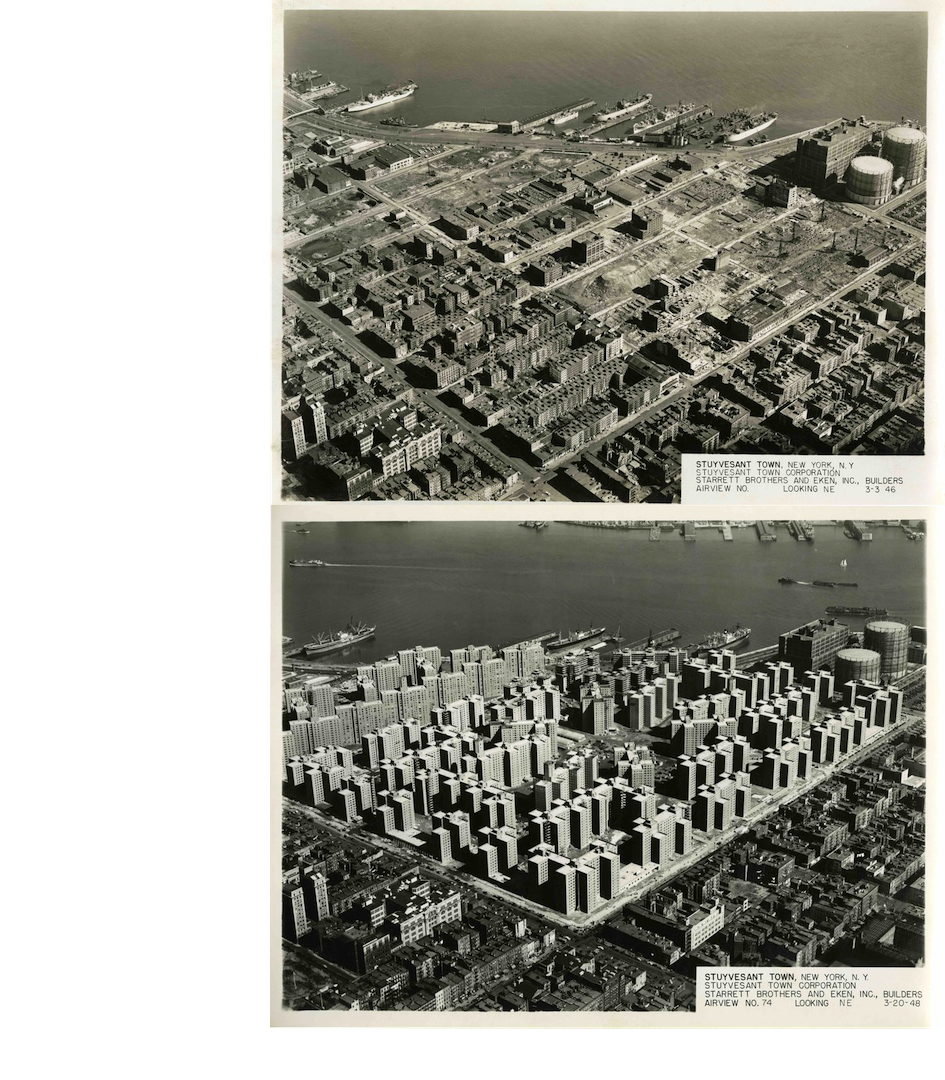 STUYVESANT TOWN, NEW YORK, N.Y
STUYVESANT TOWN CORPORATION
STARRETT BROTHERS AND EKEN, INC., BUILDERS
AIRVIEW NO. LOOKING NE 3-3 46
STUYVESANT TOWN, NEW YORK, N.Y.
STUYVESANT TOWN CORPORATION
STARRETT BROTHERS AND EKEN, INC., BUILDERS
AIRVIEW NO. 74 LOOKING NE 3-20-48